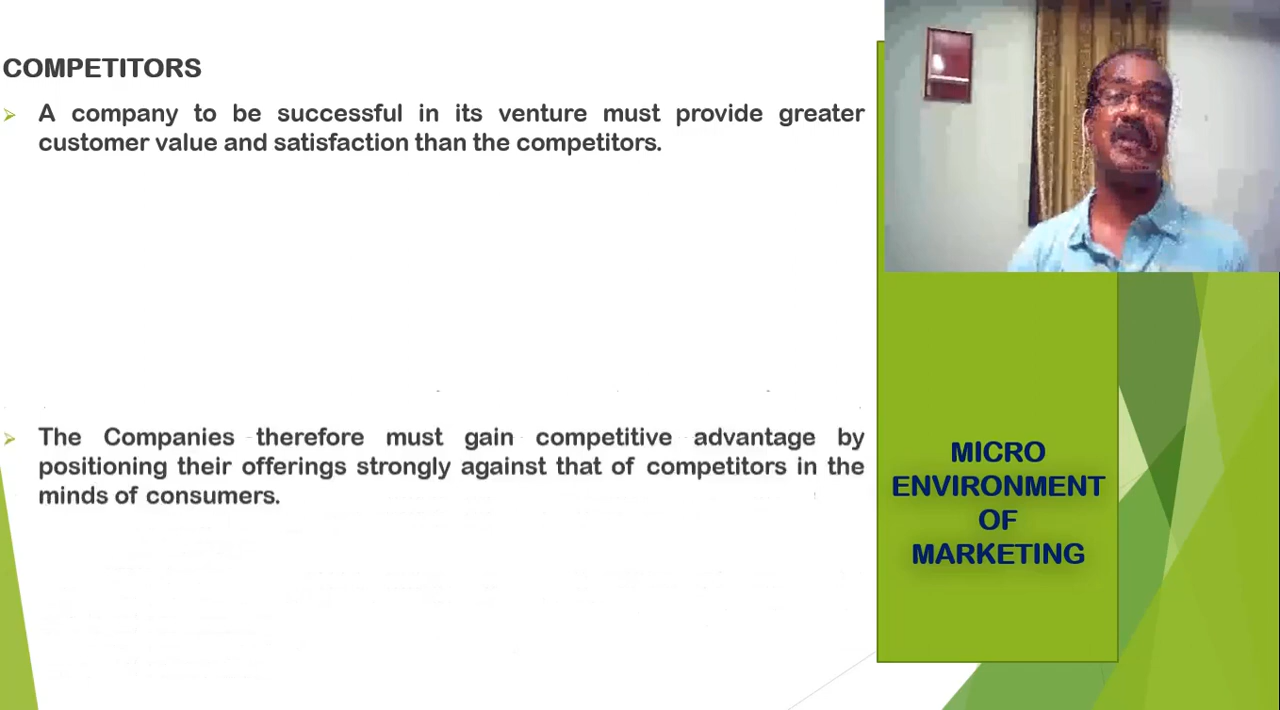 COMPETITORS
A company to be successful in its venture must provide greater
customer value and satisfaction than the competitors.
The Companies therefore must gain competitive advantage by
positioning their offerings strongly against that of competitors in the
minds of consumers.
MICRO
ENVIRONMENT
OF
MARKETING